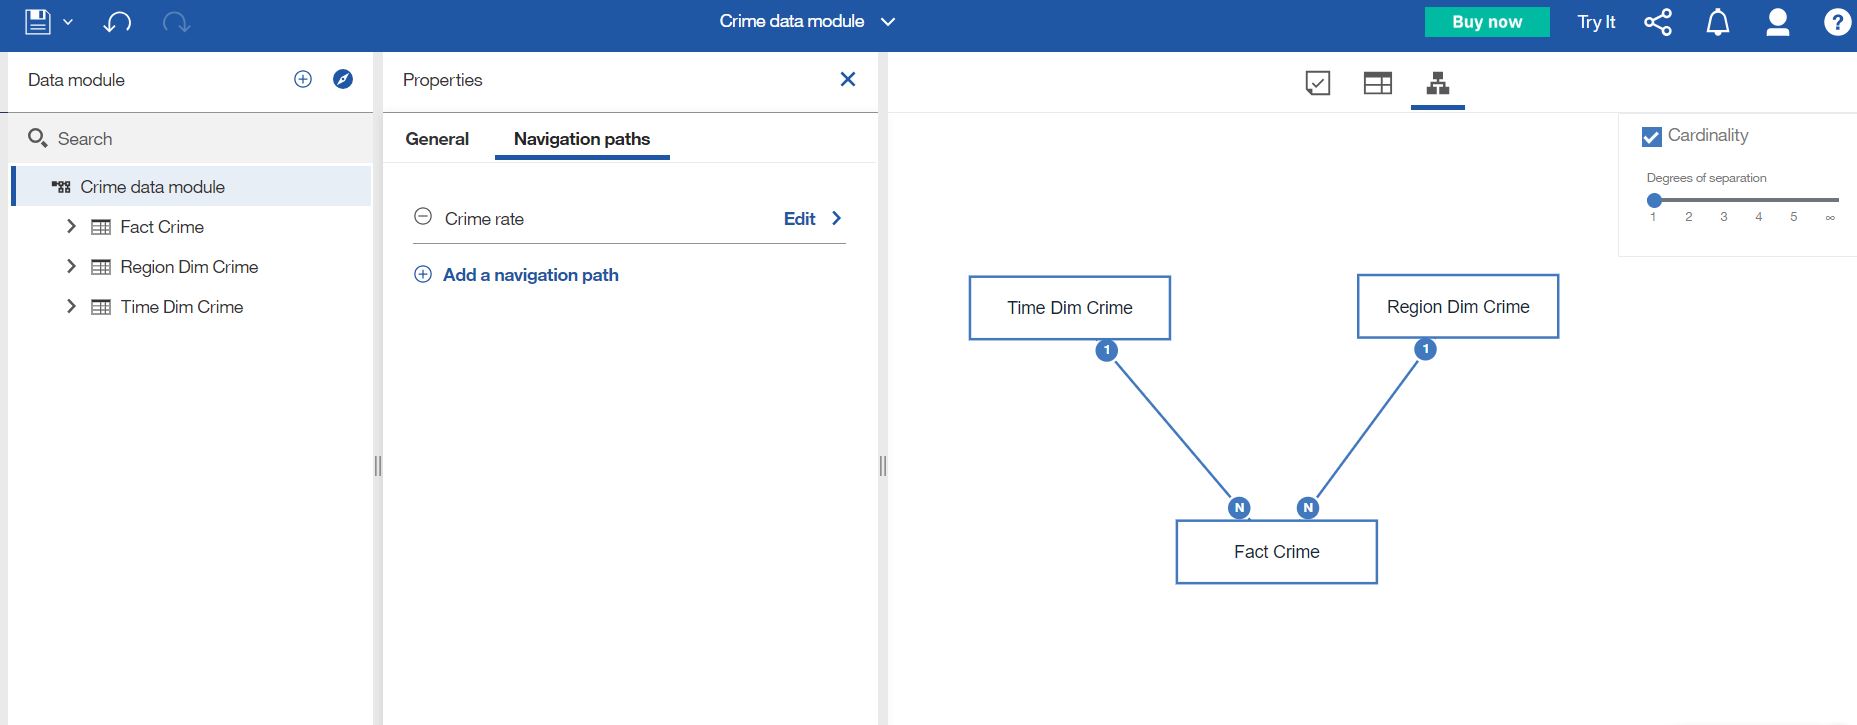 Crime data module
Buy now
Try It
?
Data module
Search
Crime data module
Fact Crime
Region Dim Crime
Time Dim Crime
Properties
General
Navigation paths
Crime rate
Edit
Add a navigation path
Cardinality
Degrees of separation
1 2 3 4 5 ∞
Time Dim Crime
Region Dim Crime
1
1
N
N
Fact Crime